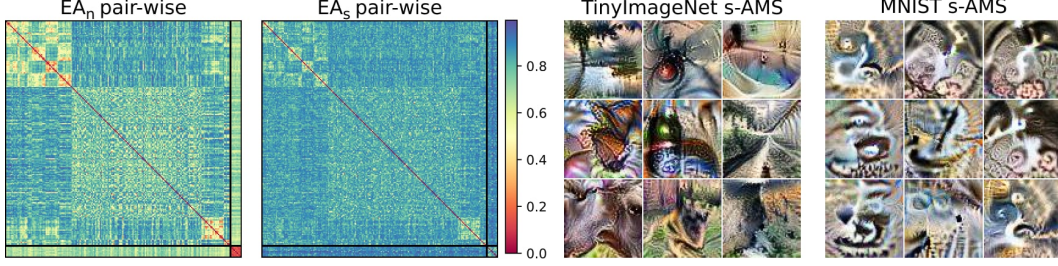 EAn pair-wise
EAs pair-wise
TinyImageNet s-AMS
MNIST s-AMS
0.8
0.6
0.4
0.2
0.0